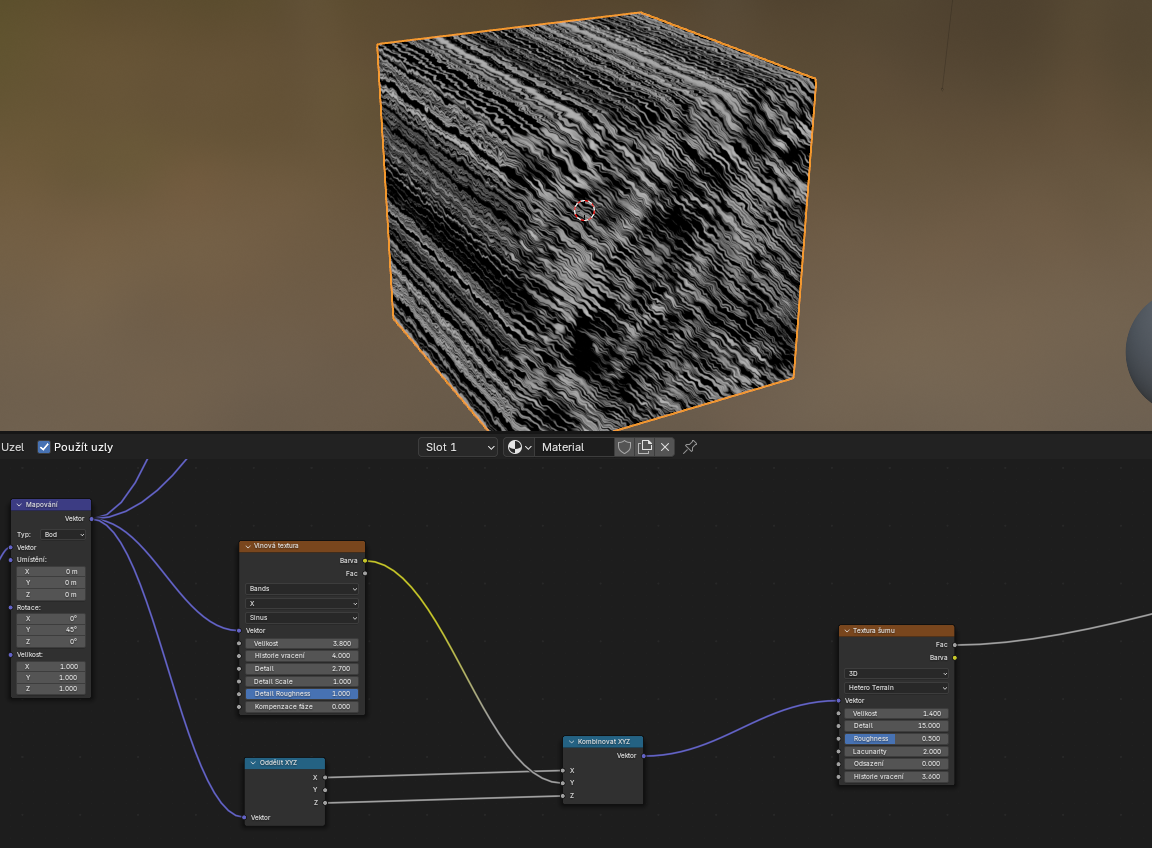 Uzel
Použít uzly
Slot 1
Material
Mapování
Vektor
Typ:
Bod
Vektor
Umístění:
X 0 m
Y 0 m
Z 0 m
Rotace:
X 0°
Y 45°
Z 0°
Velikost:
X 1.000
Y 1.000
Z 1.000
Vlnová textura
Barva
Fac
Bands
X
Sinus
Vektor
Velikost 3.800
Historie vracení 4.000
Detail 2.700
Detail Scale 1.000
Detail Roughness 1.000
Kompenzace fáze 0.000
Oddělit XYZ
X
Y
Z
Vektor
Kombinovat XYZ
Vektor
X
Y
Z
Textura šumu
Fac
Barva
3D
Hetero Terrain
Vektor
Velikost 1.400
Detail 15.000
Roughness 0.500
Lacunarity 2.000
Odsazení 0.000
Historie vracení 3.600